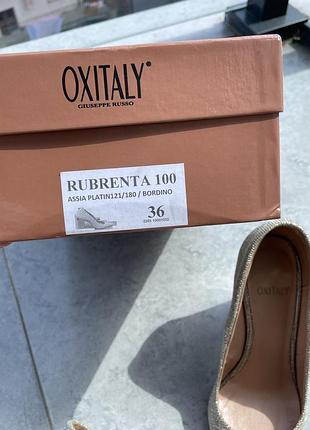 OXITALY
GIUSEPPE RUSSO
RUBRENTA 100
ASSIA PLATIN121/180 / BORDINO
36
OXITALY